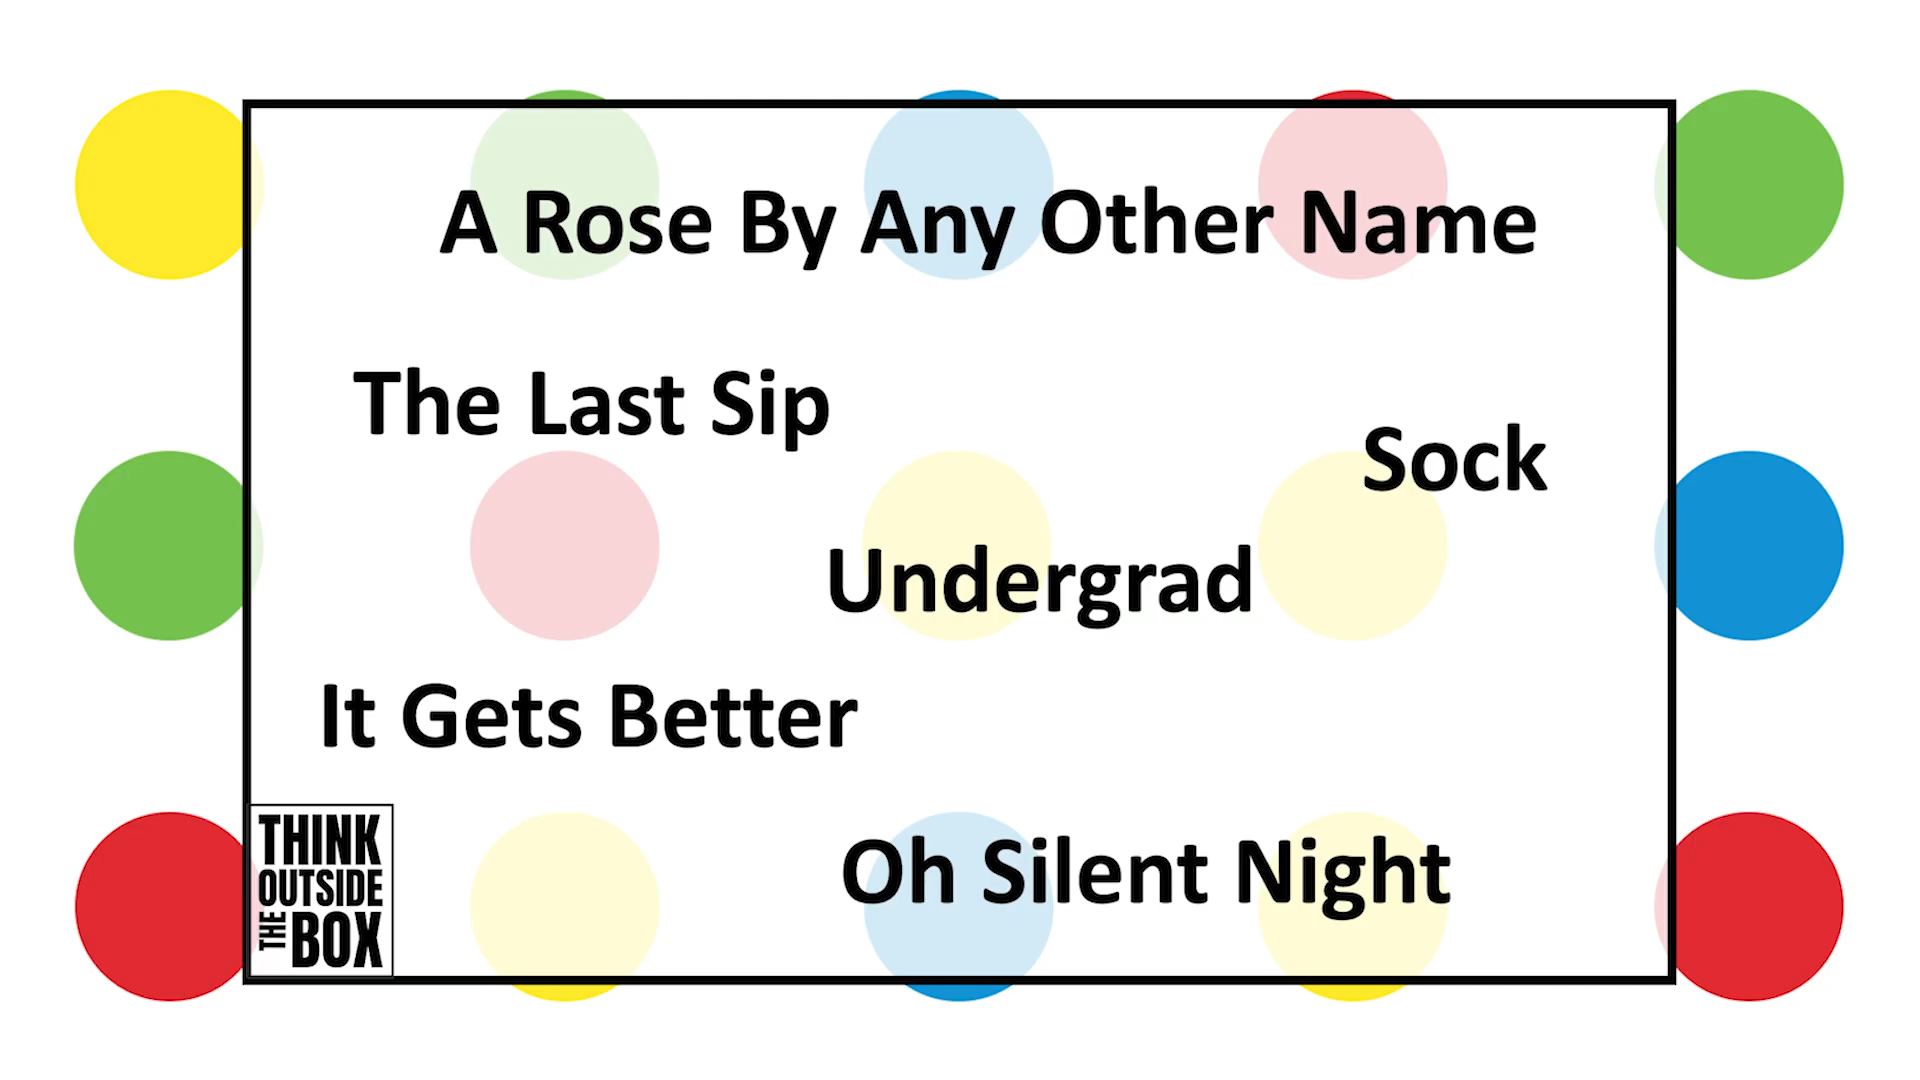 A Rose By Any Other Name
The Last Sip
Sock
Undergrad
It Gets Better
Oh Silent Night
THINK
OUTSIDE
THE BOX